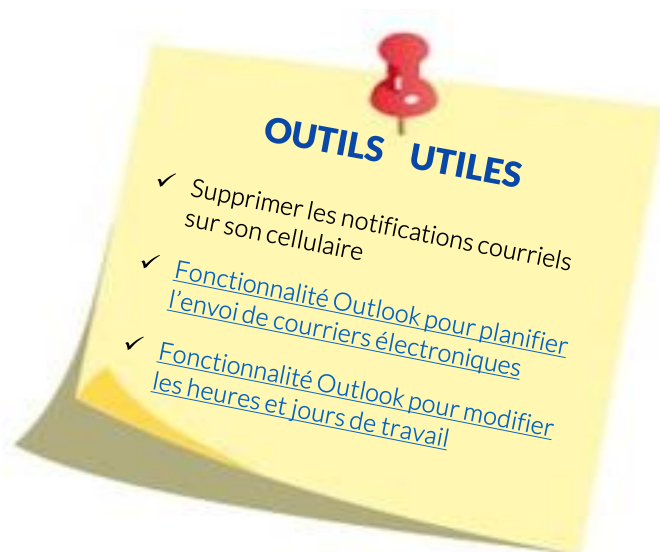 OUTILS UTILES
✓ Supprimer les notifications courriels
sur son cellulaire
✓ Fonctionnalité Outlook pour planifier
l’envoi de courriers électroniques
✓ Fonctionnalité Outlook pour modifier
les heures et jours de travail